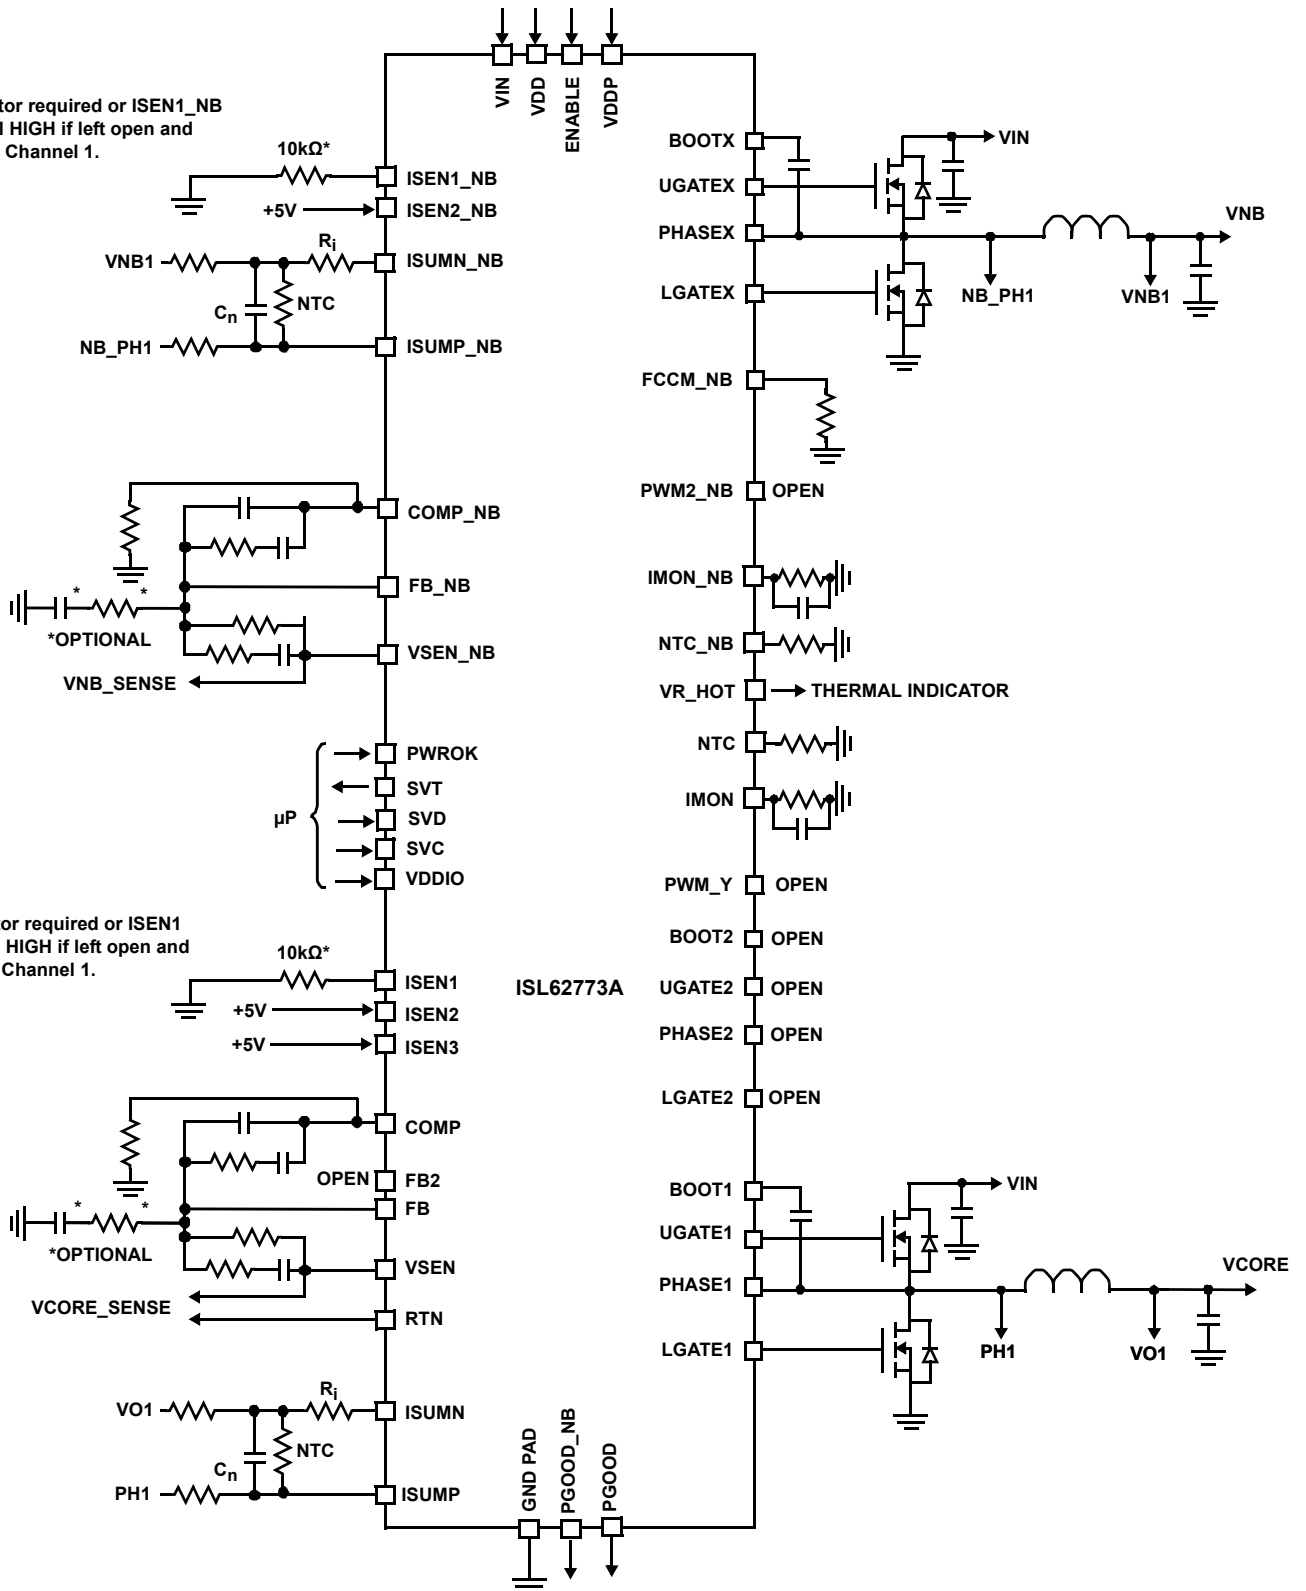 VIN
VDD
ENABLE
VDDP
required or ISEN1_NB
HIGH if left open and
Channel 1.
10kΩ*
ISEN1_NB
+5V
ISEN2_NB
Ri
VNB1
ISUMN_NB
Cn
NTC
NB_PH1
ISUMP_NB
COMP_NB
FB_NB
*
*
*OPTIONAL
VSEN_NB
VNB_SENSE
PWROK
SVT
µP
SVD
SVC
VDDIO
required or ISEN1
HIGH if left open and
Channel 1.
10kΩ*
ISEN1
+5V
ISEN2
+5V
ISEN3
COMP
OPEN
FB2
FB
*
*
*OPTIONAL
VSEN
VCORE_SENSE
RTN
Ri
VO1
ISUMN
Cn
NTC
PH1
ISUMP
ISL62773A
GND PAD
PGOOD_NB
PGOOD
BOOTX
VIN
UGATEX
PHASEX
VNB
LGATEX
NB_PH1
VNB1
FCCM_NB
PWM2_NB
OPEN
IMON_NB
NTC_NB
VR_HOT
THERMAL INDICATOR
NTC
IMON
PWM_Y
OPEN
BOOT2
OPEN
UGATE2
OPEN
PHASE2
OPEN
LGATE2
OPEN
BOOT1
VIN
UGATE1
PHASE1
VCORE
LGATE1
PH1
VO1